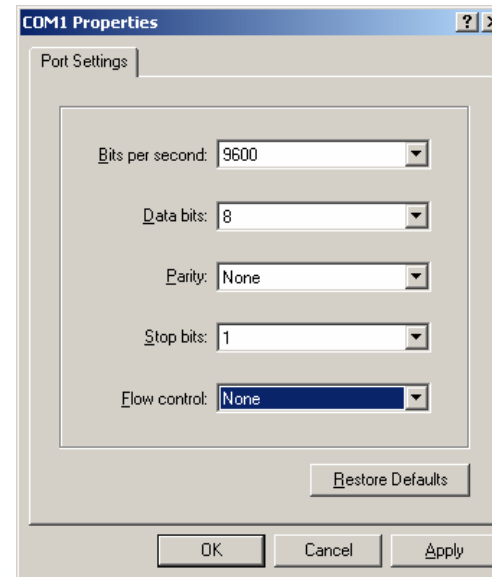 COM1 Properties
Port Settings
Bits per second: 9600
Data bits: 8
Parity: None
Stop bits: 1
Flow control: None
Restore Defaults
OK Cancel Apply